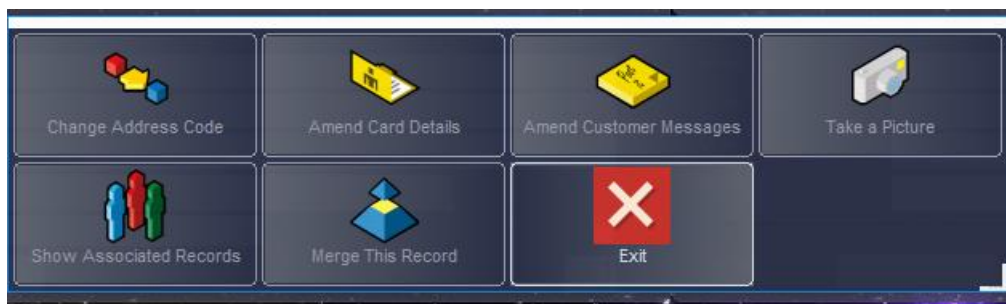 Change Address Code
Amend Card Details
Amend Customer Messages
Take a Picture
Show Associated Records
Merge This Record
Exit